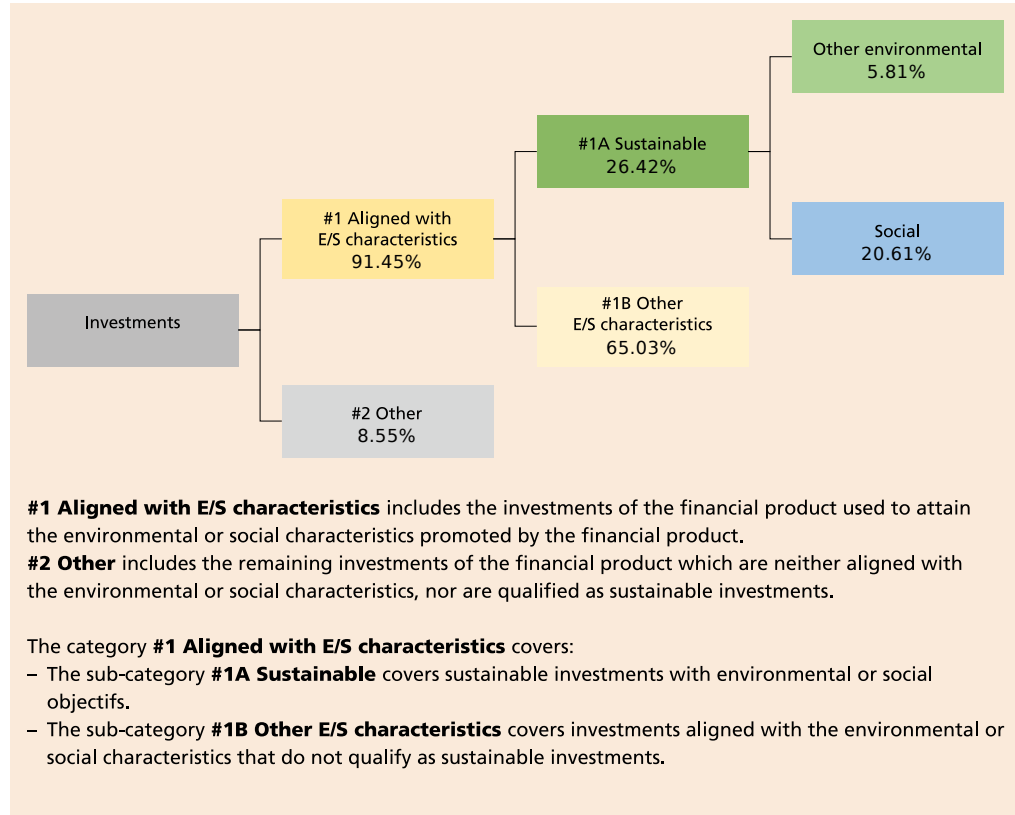 Other environmental
5.81%
#1A Sustainable
26.42%
#1 Aligned with
E/S characteristics
91.45%
Social
20.61%
#1B Other
E/S characteristics
65.03%
Investments
#2 Other
8.55%
#1 Aligned with E/S characteristics includes the investments of the financial product used to attain
the environmental or social characteristics promoted by the financial product.
#2 Other includes the remaining investments of the financial product which are neither aligned with
the environmental or social characteristics, nor are qualified as sustainable investments.
The category #1 Aligned with E/S characteristics covers:
– The sub-category #1A Sustainable covers sustainable investments with environmental or social
objectifs.
– The sub-category #1B Other E/S characteristics covers investments aligned with the environmental or
social characteristics that do not qualify as sustainable investments.